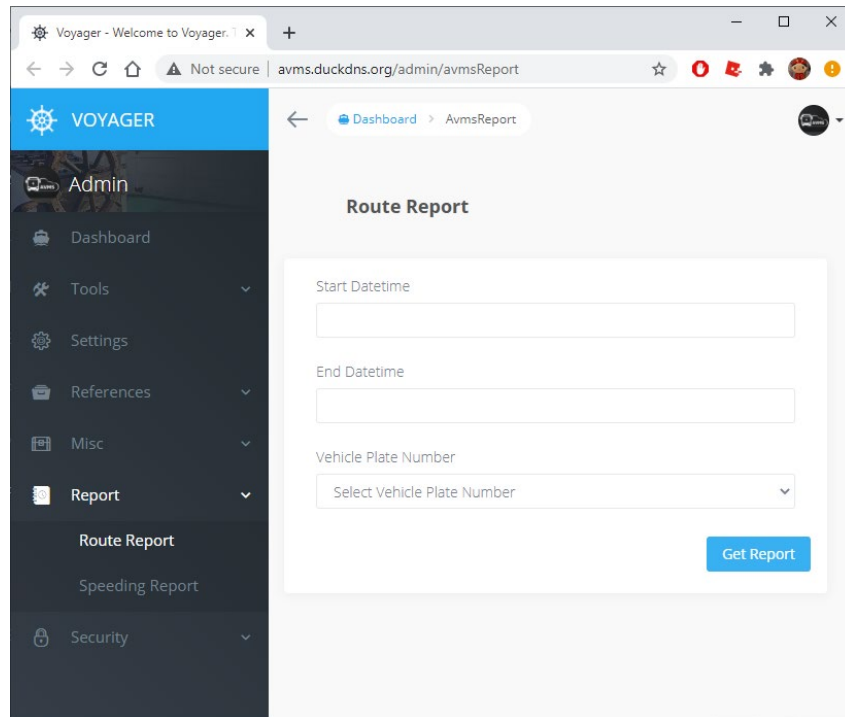 Voyager - Welcome to Voyager. T
Not secure | avms.duckdns.org/admin/avmsReport
VOYAGER
Dashboard > AvmsReport
Admin
Dashboard
Tools
Settings
References
Misc
Report
Route Report
Speeding Report
Security
Route Report
Start Datetime
End Datetime
Vehicle Plate Number
Select Vehicle Plate Number
Get Report